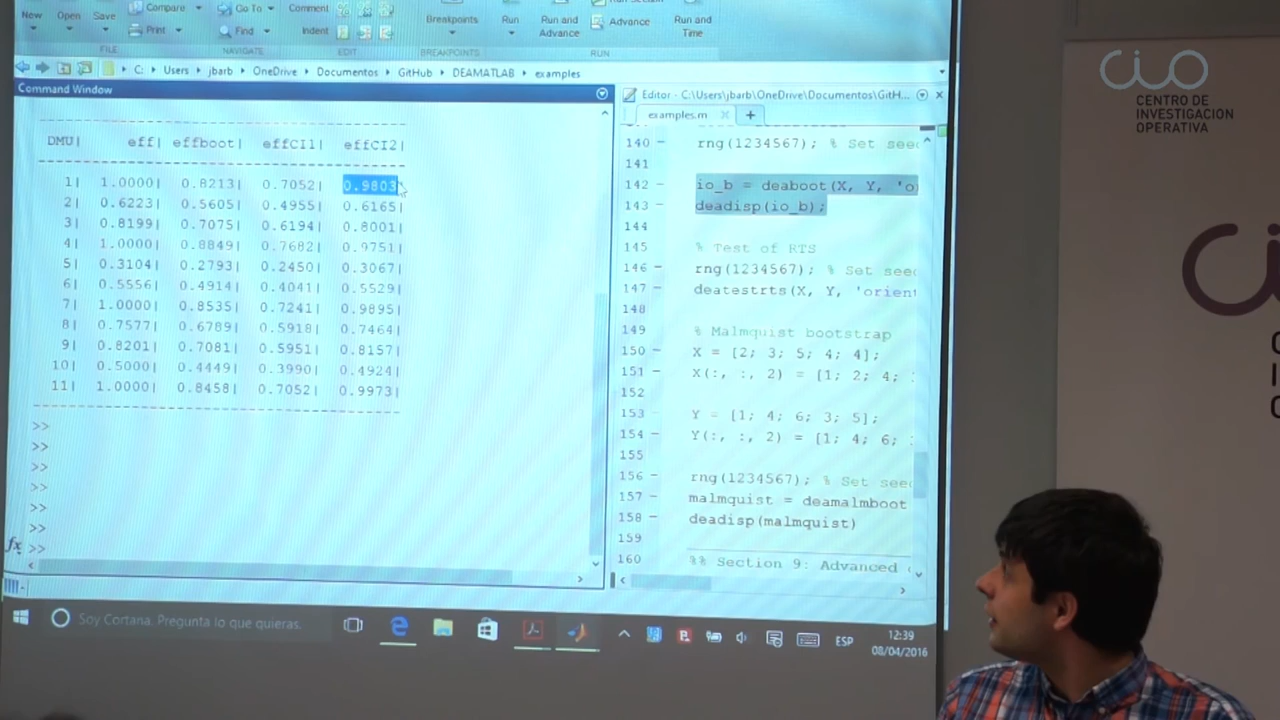 New Open Save Compare Print Go To Find Comment Indent Breakpoints Run Run and Advance Advance Run and Time
FILE NAVIGATE EDIT BREAKPOINTS RUN
C: Users jbarb OneDrive Documentos GitHub DEAMATLAB examples
Command Window
DMU| eff| effboot| effCI1| effCI2|
1| 1.0000| 0.8213| 0.7052| 0.9803|
2| 0.6223| 0.5605| 0.4955| 0.6165|
3| 0.8199| 0.7075| 0.6194| 0.8001|
4| 1.0000| 0.8849| 0.7682| 0.9751|
5| 0.3104| 0.2793| 0.2450| 0.3067|
6| 0.5556| 0.4914| 0.4041| 0.5529|
7| 1.0000| 0.8535| 0.7241| 0.9895|
8| 0.7577| 0.6789| 0.5918| 0.7464|
9| 0.8201| 0.7081| 0.5951| 0.8157|
10| 0.5000| 0.4449| 0.3990| 0.4924|
11| 1.0000| 0.8458| 0.7052| 0.9973|
>>
>>
>>
>>
>>
>>
fx >>
Editor - C:\Users\jbarb\OneDrive\Documentos\GitH...
examples.m
140 - rng(1234567); % Set see
141
142 - io_b = deaboot(X, Y, 'o
143 - deadisp(io_b);
144
145 % Test of RTS
146 - rng(1234567); % Set see
147 - deatestrts(X, Y, 'orient
148
149 % Malmquist bootstrap
150 - X = [2; 3; 5; 4; 4];
151 - X(:, :, 2) = [1; 2; 4;
152
153 - Y = [1; 4; 6; 3; 5];
154 - Y(:, :, 2) = [1; 4; 6;
155
156 - rng(1234567); % Set see
157 - malmquist = deamalmboot
158 - deadisp(malmquist)
159
160 %% Section 9: Advanced
Soy Cortana. Pregunta lo que quieras.
ESP
12:39
08/04/2016
CIO
CENTRO DE
INVESTIGACION
OPERATIVA